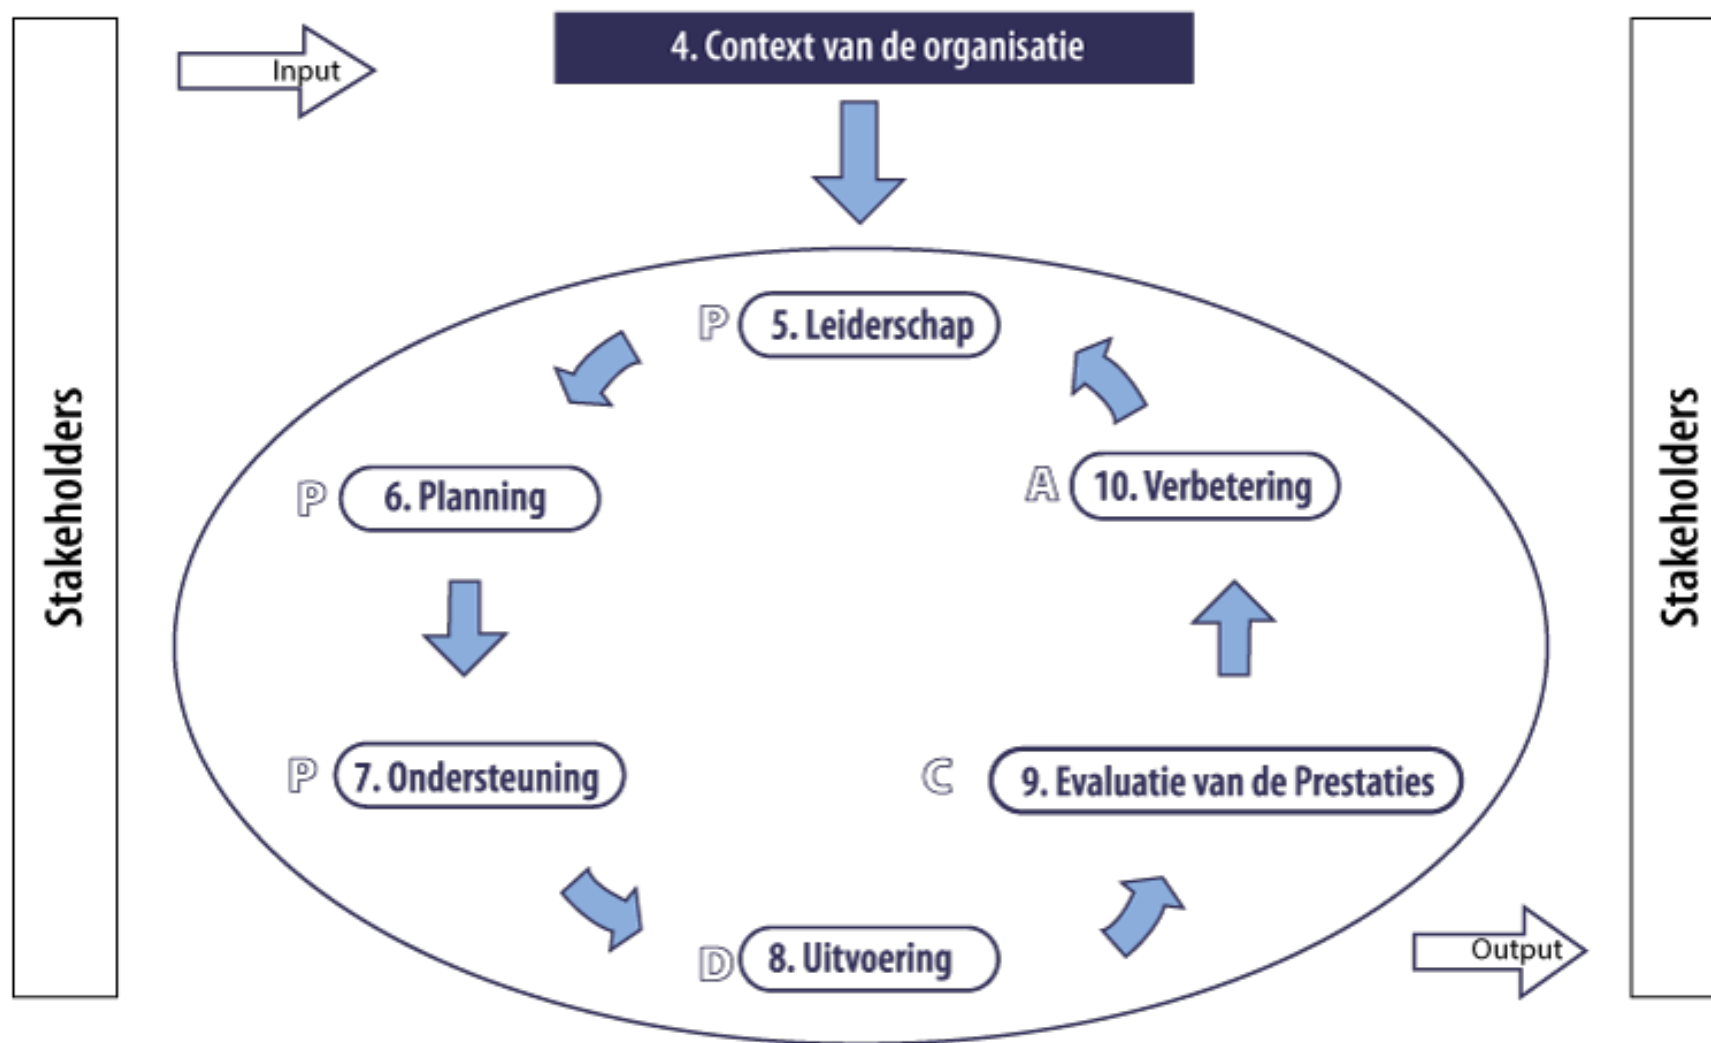 Stakeholders
Input
4. Context van de organisatie
P
5. Leiderschap
P
6. Planning
A
10. Verbetering
P
7. Ondersteuning
C
9. Evaluatie van de Prestaties
D
8. Uitvoering
Output
Stakeholders